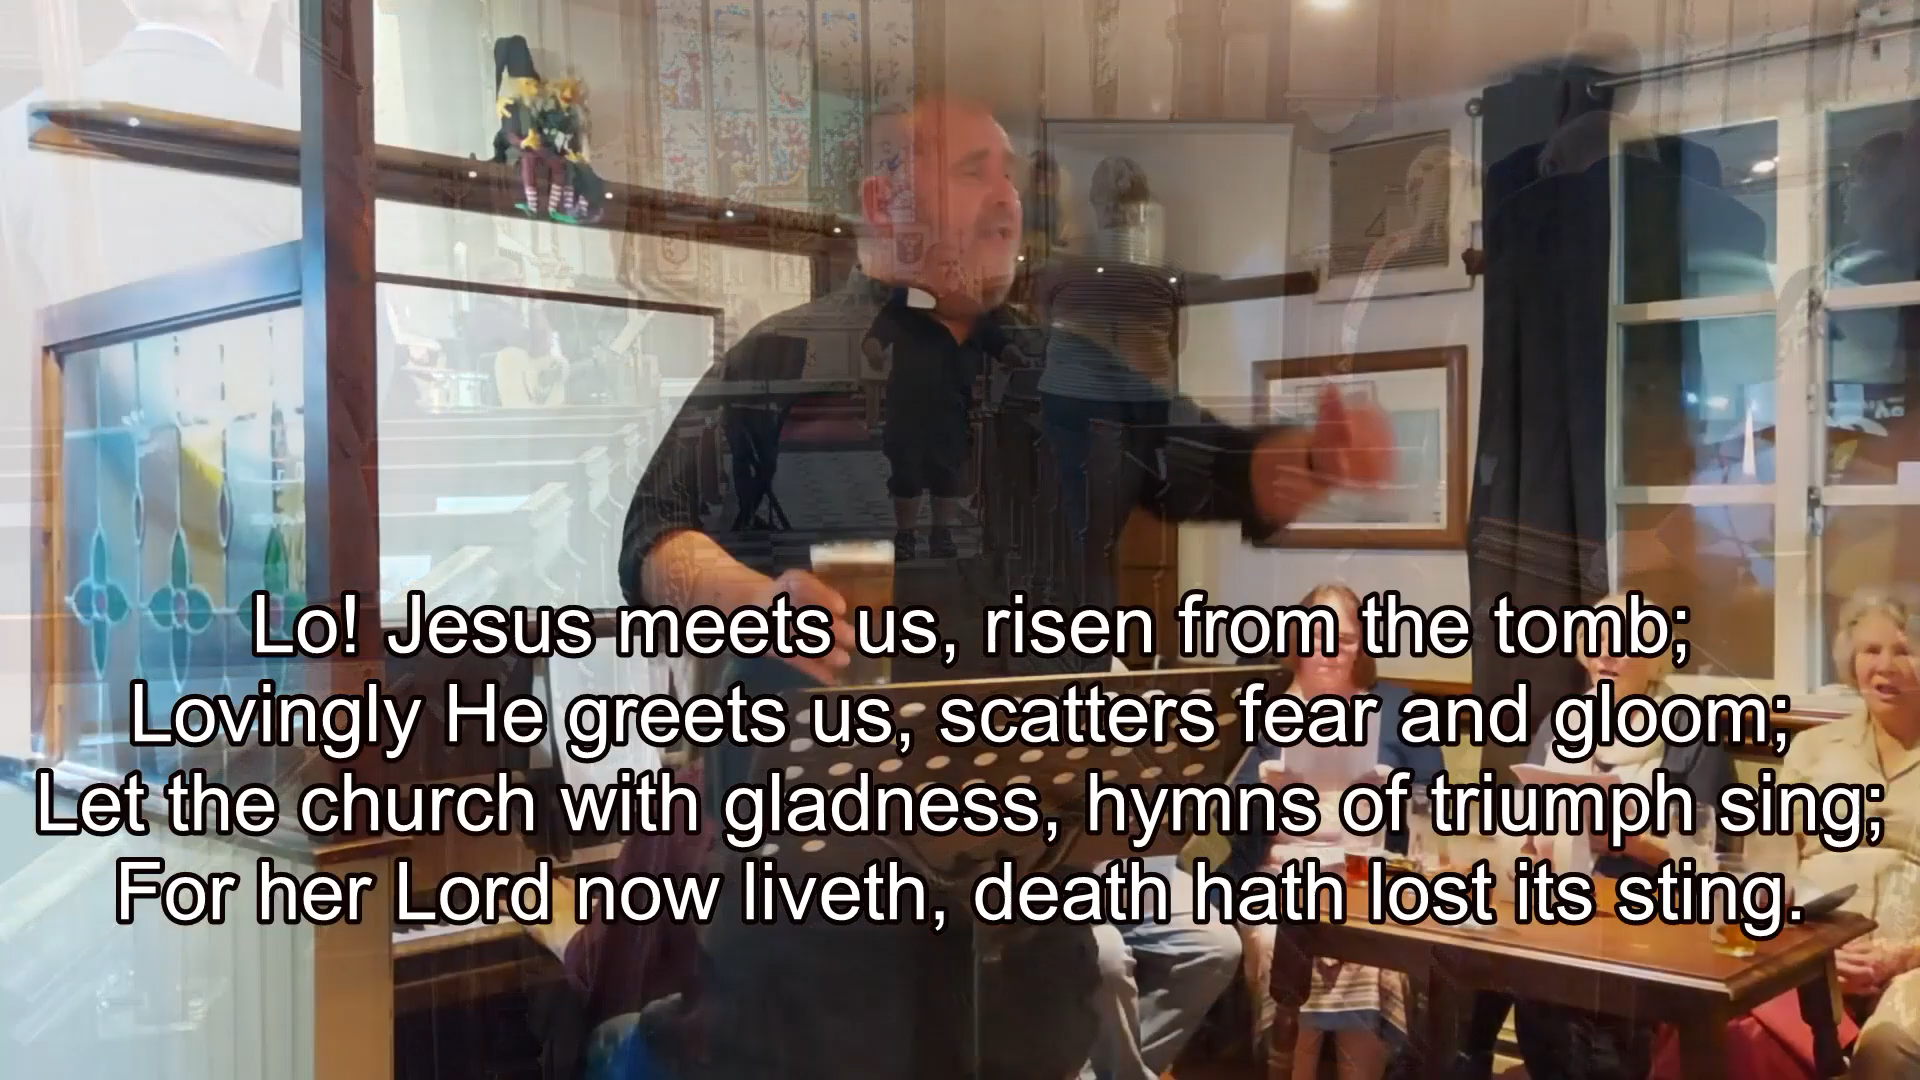 Lo! Jesus meets us, risen from the tomb;
Lovingly He greets us, scatters fear and gloom;
Let the church with gladness, hymns of triumph sing;
For her Lord now liveth, death hath lost its sting.